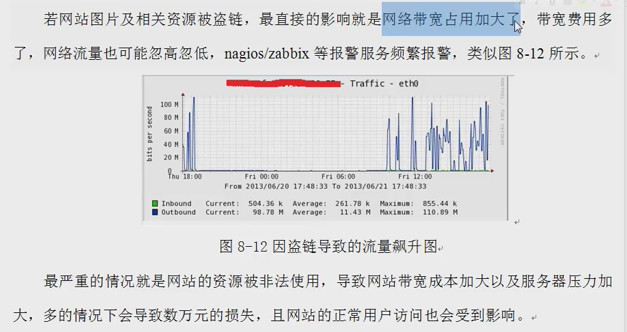 若网站图片及相关资源被盗链，最直接的影响就是网络带宽占用加大了，带宽费用多
了，网络流量也可能忽高忽低，nagios/zabbix 等报警服务频繁报警，类似图 8-12 所示。
- Traffic - eth0
bits per second
100 M
80 M
60 M
40 M
20 M
0
Thu 18:00 Fri 00:00 Fri 06:00 Fri 12:00
From 2013/06/20 17:48:33 To 2013/06/21 17:48:33
Inbound Current: 504.36 k Average: 261.78 k Maximum: 855.44 k
Outbound Current: 98.78 M Average: 11.43 M Maximum: 110.89 M
图 8-12 因盗链导致的流量飙升图
最严重的情况就是网站的资源被非法使用，导致网站带宽成本加大以及服务器压力加
大，多的情况下会导致数万元的损失，且网站的正常用户访问也会受到影响。